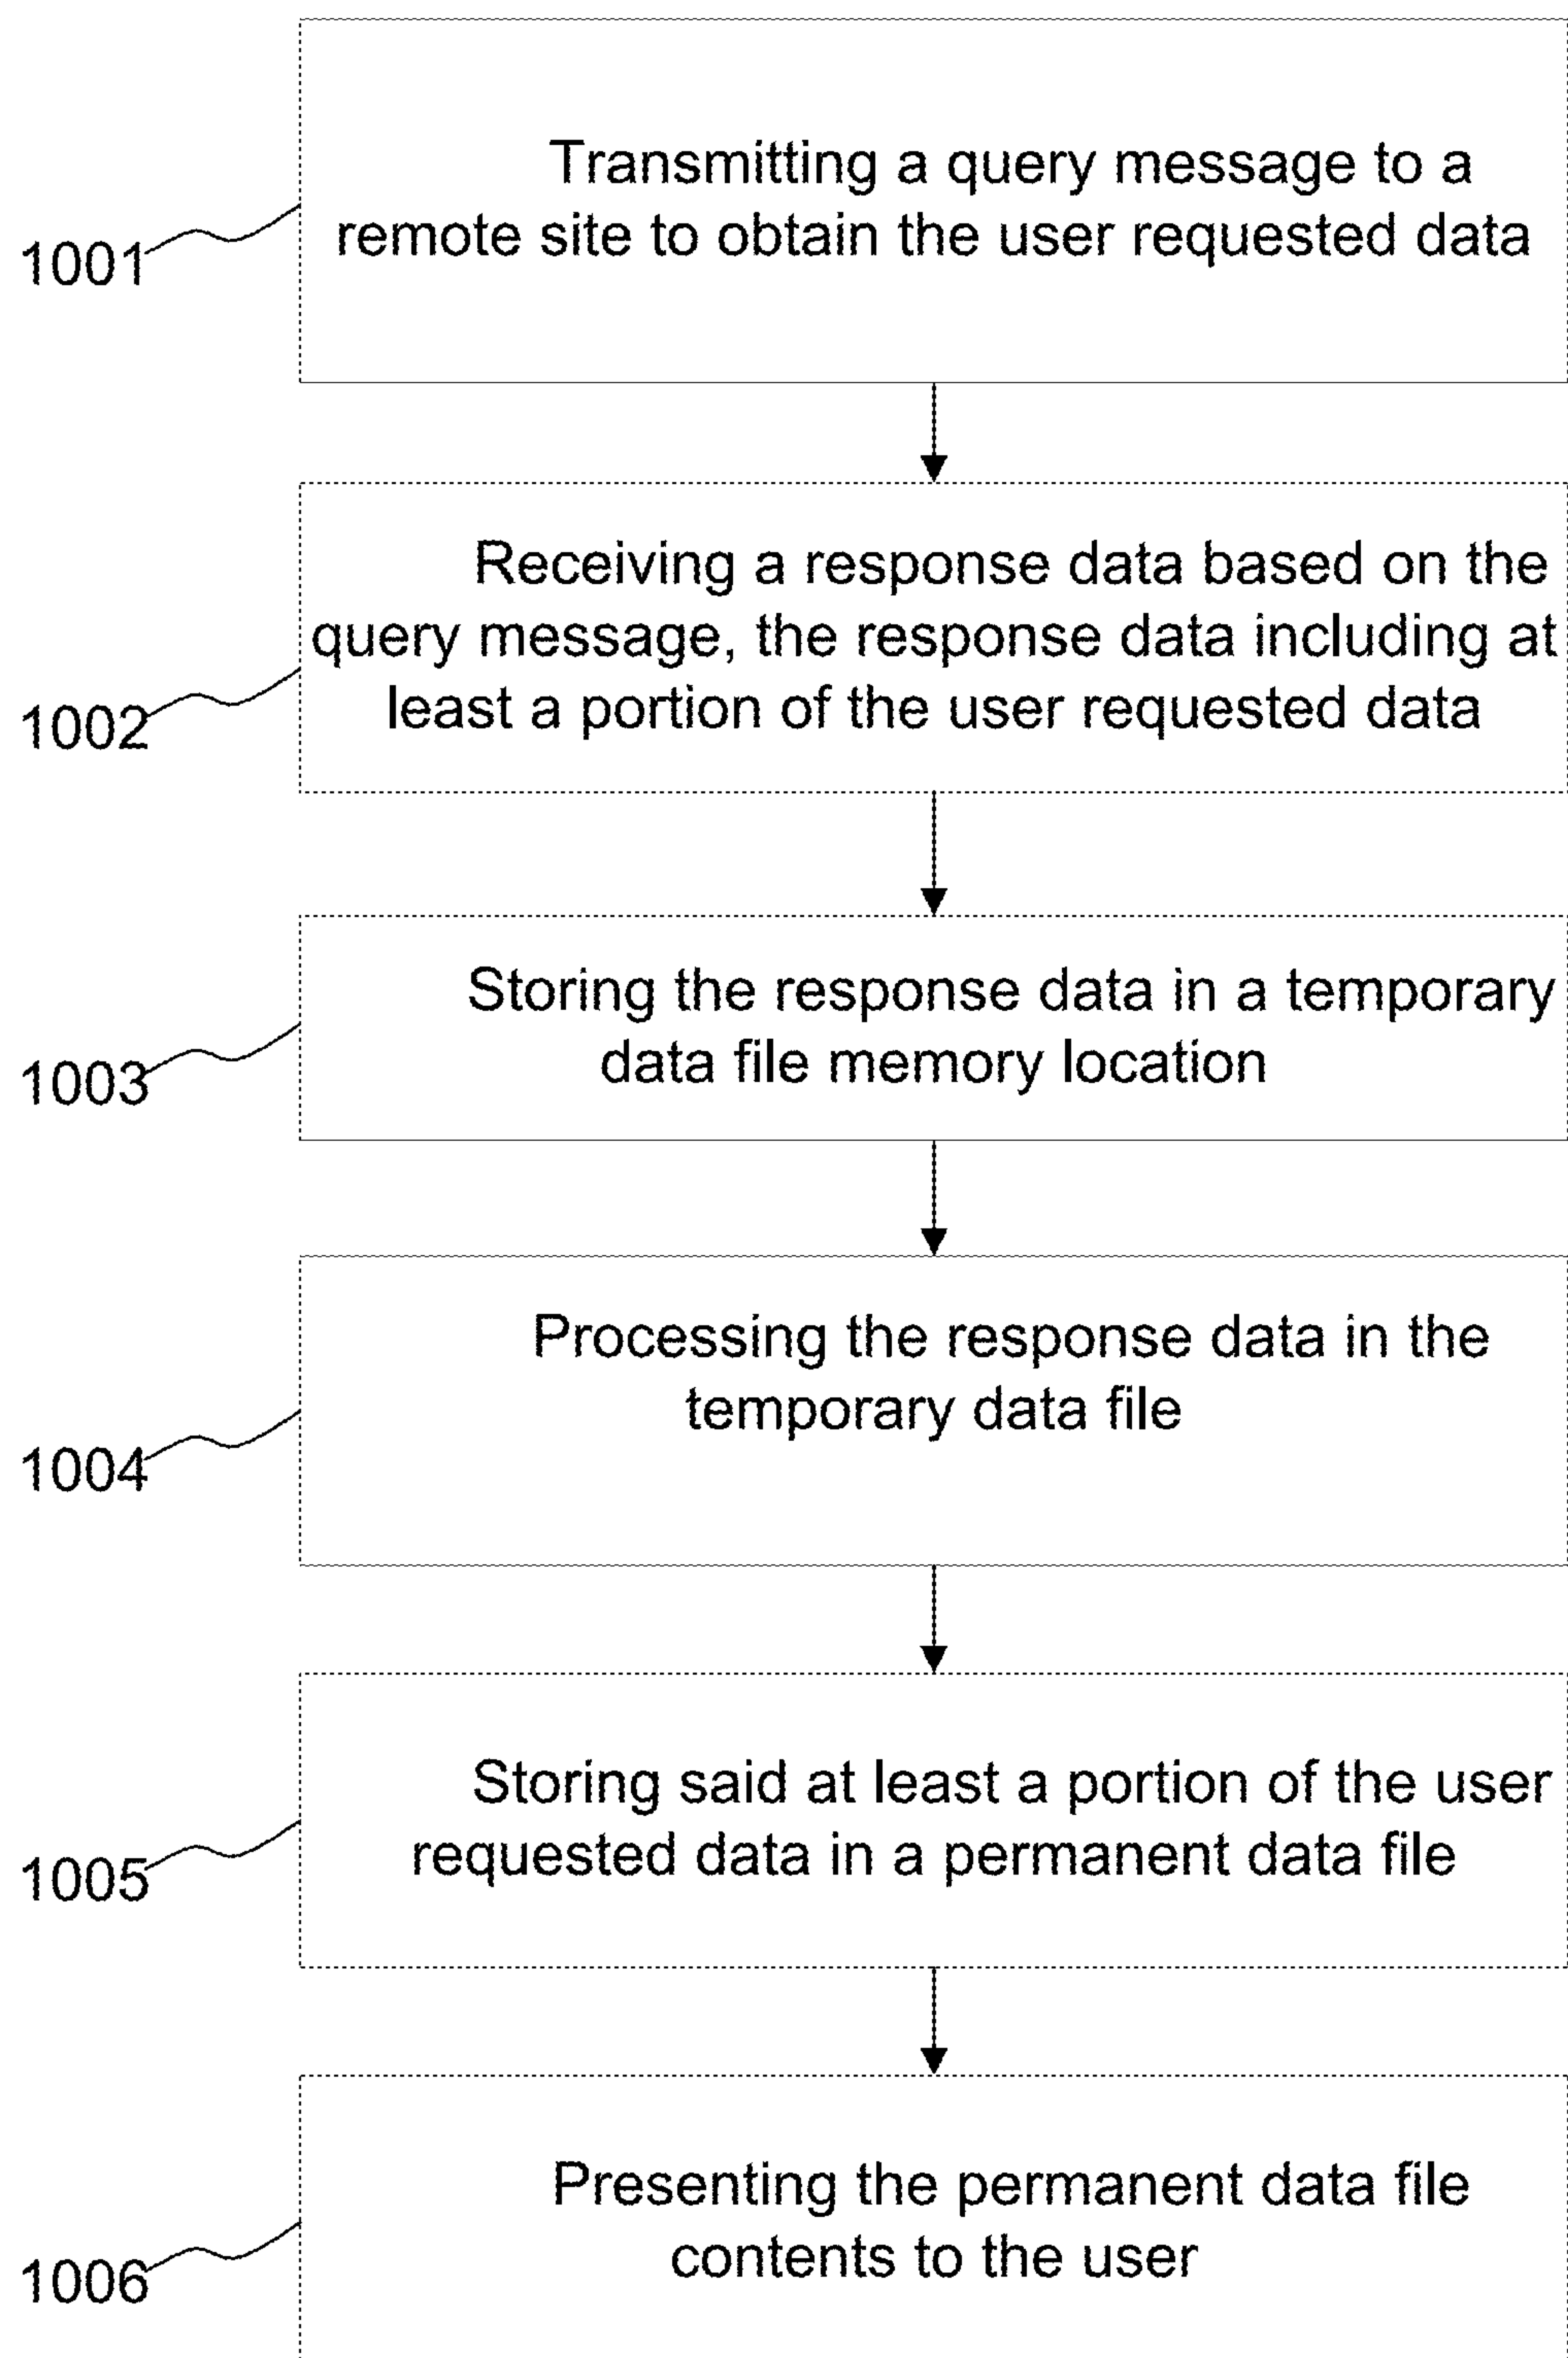 Transmitting a query message to a
remote site to obtain the user requested data
1001
Receiving a response data based on the
query message, the response data including at
least a portion of the user requested data
1002
Storing the response data in a temporary
data file memory location
1003
Processing the response data in the
temporary data file
1004
Storing said at least a portion of the user
requested data in a permanent data file
1005
Presenting the permanent data file
contents to the user
1006